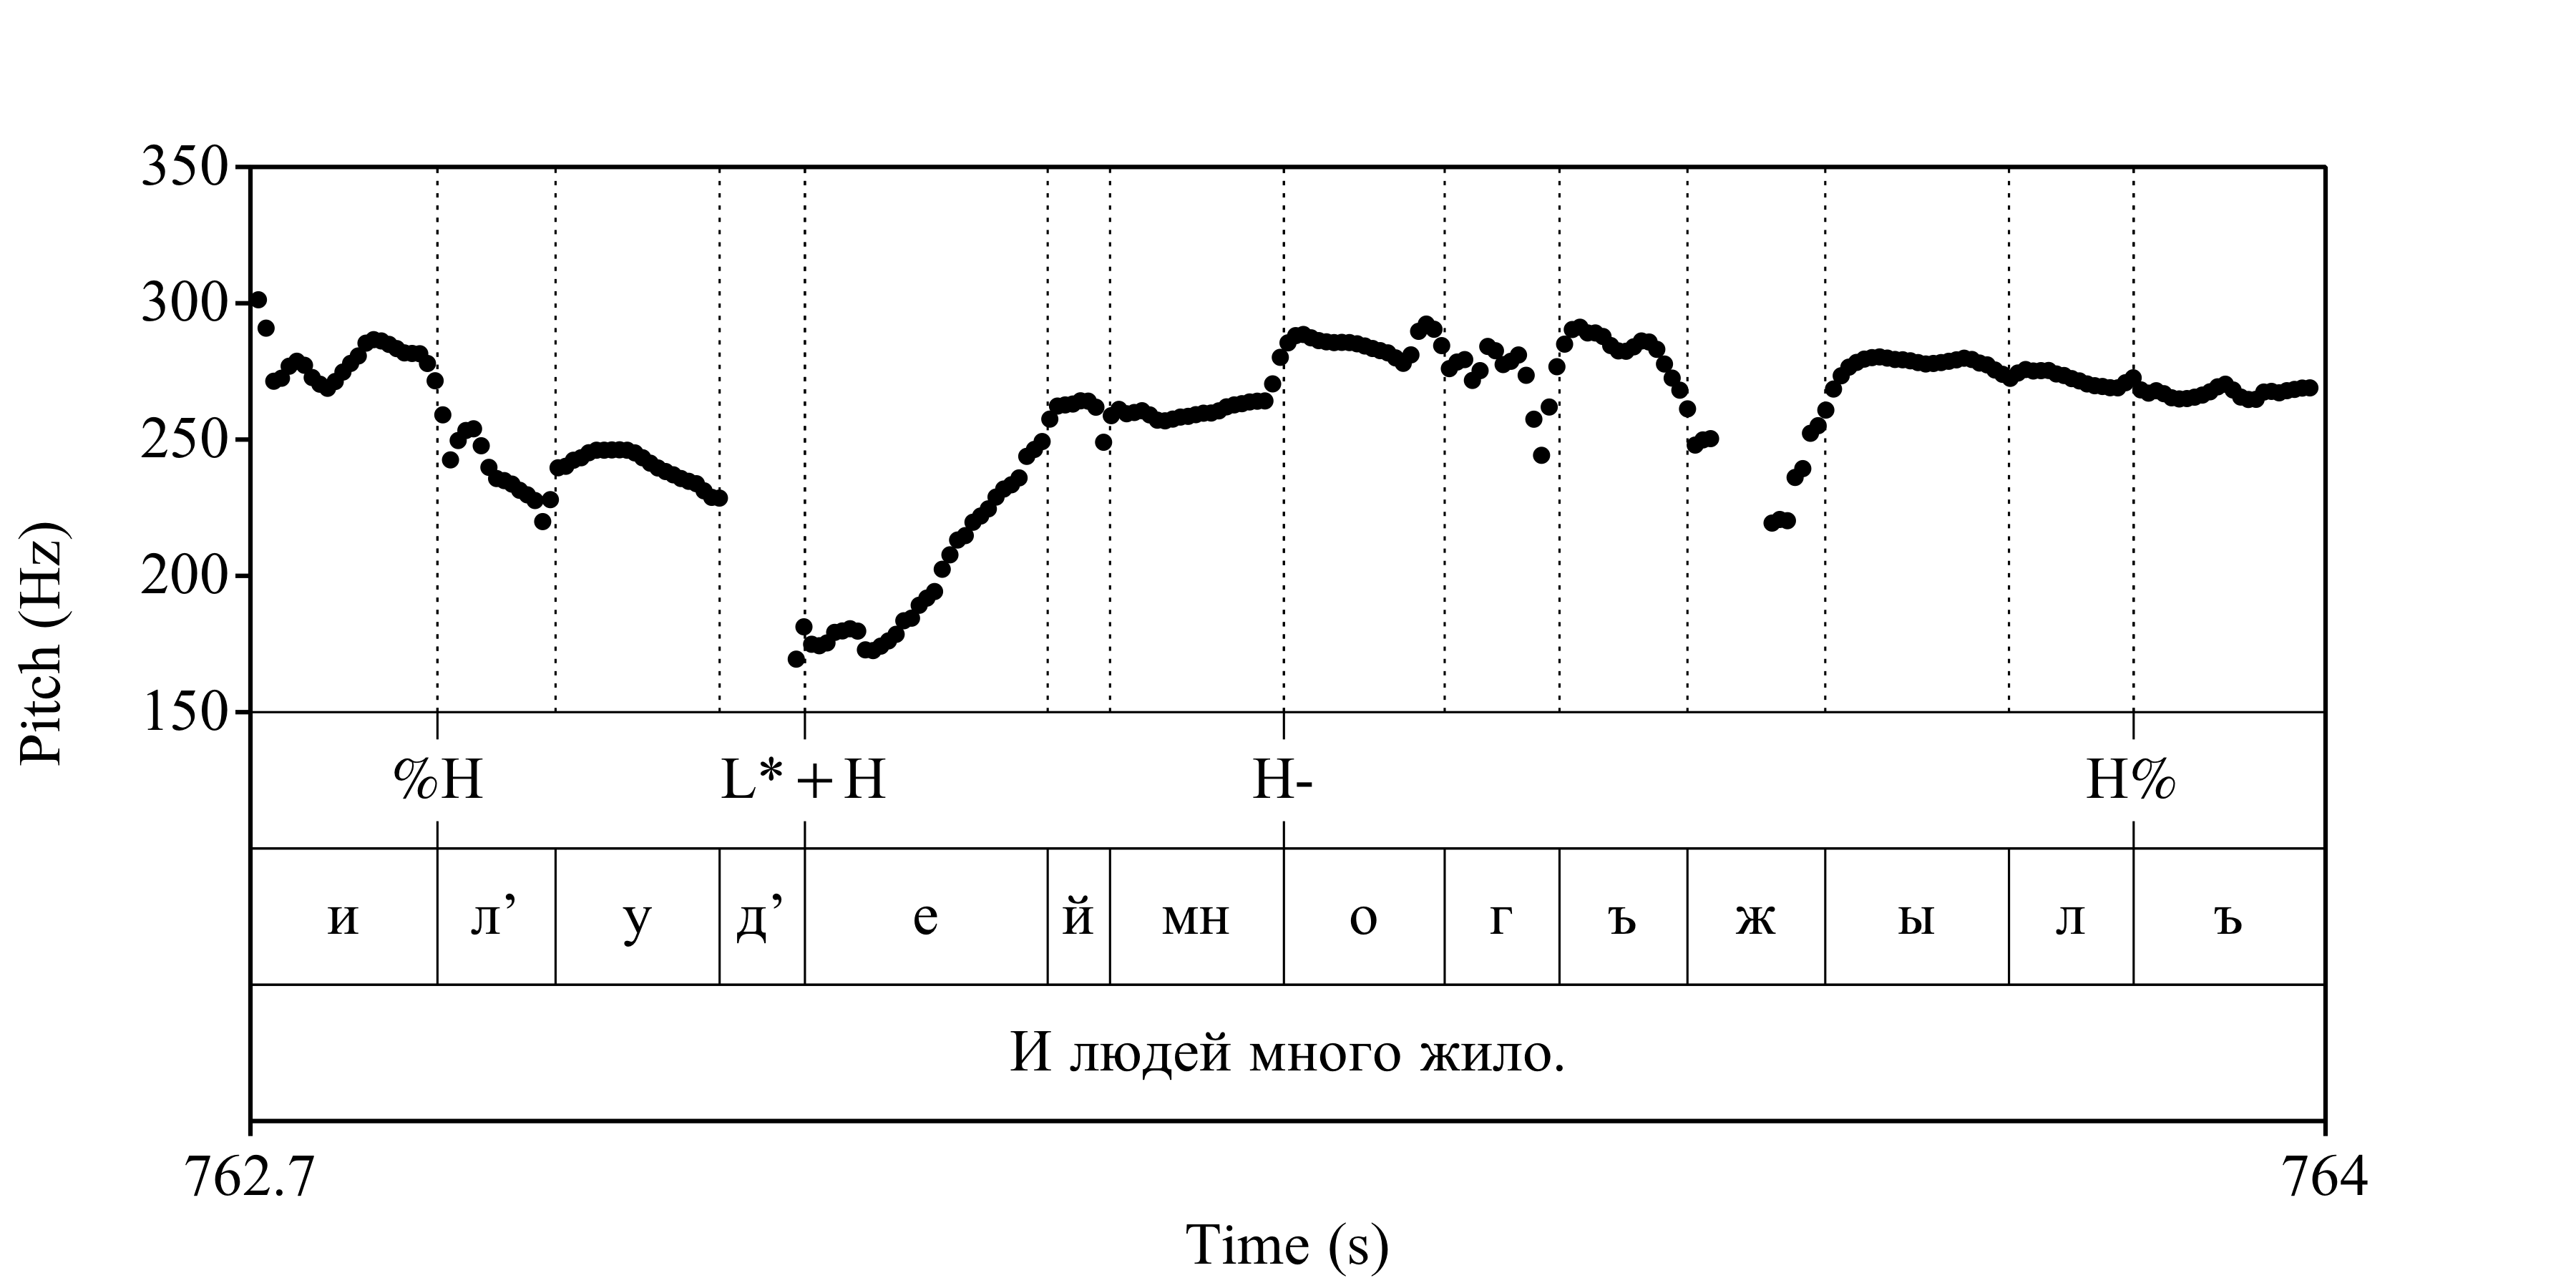 350
300
250
200
150
Pitch (Hz)
%H L*+H H- H%
и л’ у д’ е й мн о г ъ ж ы л ъ
И людей много жило.
762.7 764
Time (s)